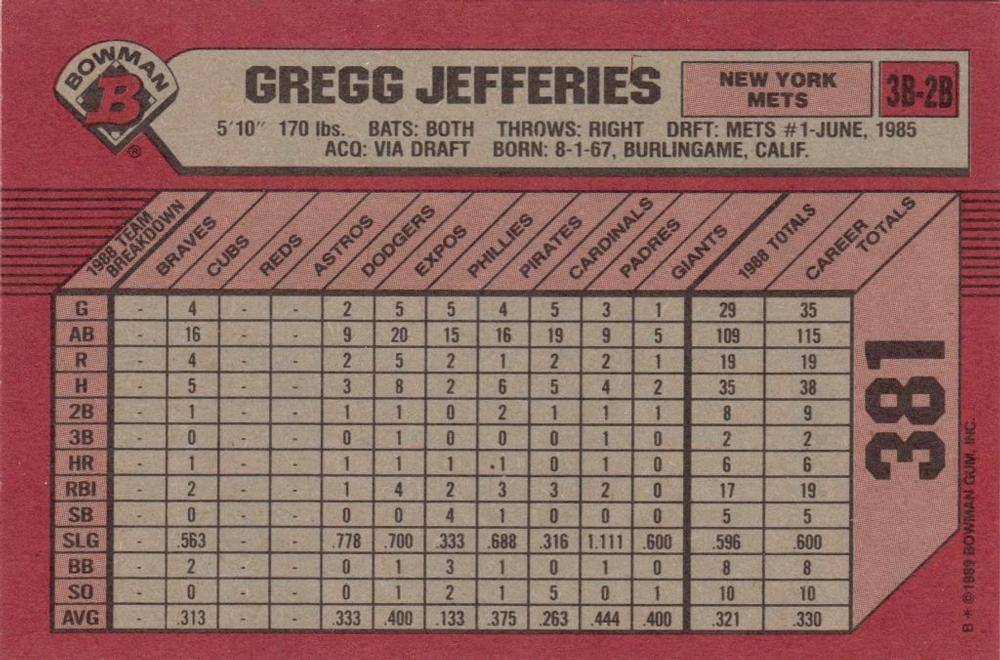 BOWMAN
B
®
GREGG JEFFERIES
NEW YORK
METS
3B-2B
5'10" 170 lbs. BATS: BOTH THROWS: RIGHT DRFT: METS #1-JUNE, 1985
ACQ: VIA DRAFT BORN: 8-1-67, BURLINGAME, CALIF.
1988 TEAM BREAKDOWN BRAVES CUBS REDS ASTROS DODGERS EXPOS PHILLIES PIRATES CARDINALS PADRES GIANTS 1988 TOTALS CAREER TOTALS
G - 4 - - 2 5 5 4 5 3 1 29 35
AB - 16 - - 9 20 15 16 19 9 5 109 115
R - 4 - - 2 5 2 1 2 2 1 19 19
H - 5 - - 3 8 2 6 5 4 2 35 38
2B - 1 - - 1 1 0 2 1 1 1 8 9
3B - 0 - - 0 1 0 0 0 1 0 2 2
HR - 1 - - 1 1 1 .1 0 1 0 6 6
RBI - 2 - - 1 4 2 3 3 2 0 17 19
SB - 0 - - 0 0 4 1 0 0 0 5 5
SLG - .563 - - .778 .700 .333 .688 .316 1.111 .600 .596 .600
BB - 2 - - 0 1 3 1 0 1 0 8 8
SO - 0 - - 0 1 2 1 5 0 1 10 10
AVG - .313 - - .333 .400 .133 .375 .263 .444 .400 .321 .330
381
B* ©1989 BOWMAN GUM, INC.